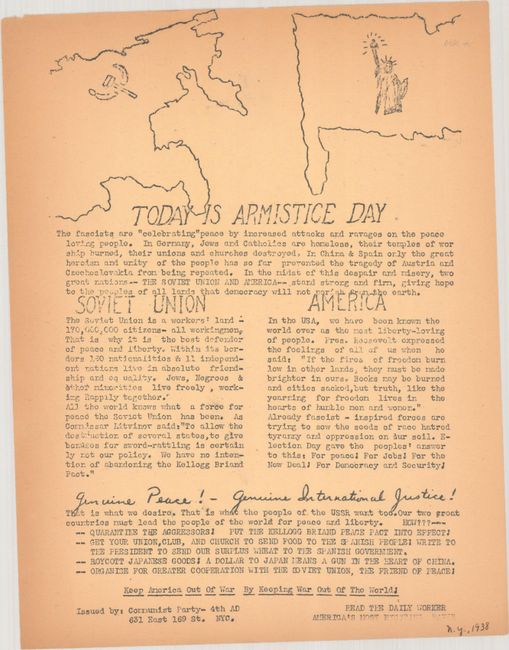 TODAY IS ARMISTICE DAY
The fascists are "celebrating" peace by increased attacks and ravages on the peace
loving people. In Germany, Jews and Catholics are homeless, their temples of wor
ship burned, their unions and churches destroyed. In China & Spain only the great
heroism and unity of the people has so far prevented the tragedy of Austria and
Czechoslovakia from being repeated. In the midst of this despair and misery, two
great nations-- THE SOVIET UNION AND AMERICA-- stand strong and firm, giving hope
to the peoples of all lands that democracy will not perish from the earth.
SOVIET UNION
The Soviet Union is a workers' land -
170,000,000 citizens- all workingmen,
That is why it is the best defender
of peace and liberty. Within its bor-
ders 180 nationalities & 11 independ-
ent nations live in absolute friend-
ship and equality. Jews, Negroes &
other minorities live freely, work-
ing happily together."
All the world knows what a force for
peace the Soviet Union has been. As
Commissar Litvinov said:"To allow the
destruction of several states, to give
bonuses for sword-rattling is certain
ly not our policy. We have no inten-
tion of abandoning the Kellogg Briand
Pact."
AMERICA
In the USA, we have been known the
world over as the most liberty-loving
of people. Pres. Roosevelt expressed
the feelings of all of us when he
said: "If the fires of freedom burn
low in other lands, they must be made
brighter in ours. Books may be burned
and cities sacked, but truth, like the
yearning for freedom lives in the
hearts of humble men and women."
Already fascist - inspired forces are
trying to sow the seeds of race hatred
tyranny and oppression on our soil. E-
lection Day gave the peoples' answer
to this: For peace! For Jobs! For the
New Deal! For Democracy and Security!
Genuine Peace! - Genuine International Justice!
That is what we desire. That is what the people of the USSR want too. Our two great
countries must lead the people of the world for peace and liberty. HOW???--
-- QUARANTINE THE AGGRESSORS! PUT THE KELLOGG BRIAND PEACE PACT INTO EFFECT!
-- GET YOUR UNION, CLUB, AND CHURCH TO SEND FOOD TO THE SPANISH PEOPLE! WRITE TO
THE PRESIDENT TO SEND OUR SURPLUS WHEAT TO THE SPANISH GOVERNMENT.
-- BOYCOTT JAPANESE GOODS! A DOLLAR TO JAPAN MEANS A GUN IN THE HEART OF CHINA.
-- ORGANISE FOR GREATER COOPERATION WITH THE SOVIET UNION, THE FRIEND OF PEACE!
Keep America Out Of War By Keeping War Out Of The World!
Issued by: Communist Party- 4th AD
631 East 169 St. NYC.
READ THE DAILY WORKER
AMERICA'S MOST
N.Y., 1938